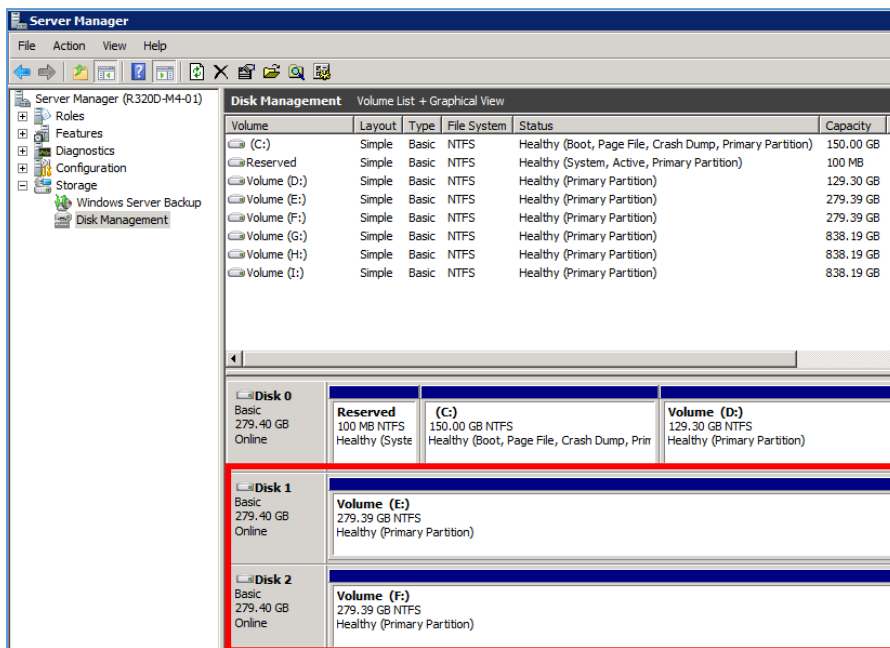 Server Manager
File Action View Help
Server Manager (R320D-M4-01)
Roles
Features
Diagnostics
Configuration
Storage
Windows Server Backup
Disk Management
Disk Management Volume List + Graphical View
Volume Layout Type File System Status Capacity
(C:) Simple Basic NTFS Healthy (Boot, Page File, Crash Dump, Primary Partition) 150.00 GB
Reserved Simple Basic NTFS Healthy (System, Active, Primary Partition) 100 MB
Volume (D:) Simple Basic NTFS Healthy (Primary Partition) 129.30 GB
Volume (E:) Simple Basic NTFS Healthy (Primary Partition) 279.39 GB
Volume (F:) Simple Basic NTFS Healthy (Primary Partition) 279.39 GB
Volume (G:) Simple Basic NTFS Healthy (Primary Partition) 838.19 GB
Volume (H:) Simple Basic NTFS Healthy (Primary Partition) 838.19 GB
Volume (I:) Simple Basic NTFS Healthy (Primary Partition) 838.19 GB
Disk 0
Basic
279.40 GB
Online
Reserved
100 MB NTFS
Healthy (Syste
(C:)
150.00 GB NTFS
Healthy (Boot, Page File, Crash Dump, Prin
Volume (D:)
129.30 GB NTFS
Healthy (Primary Partition)
Disk 1
Basic
279.40 GB
Online
Volume (E:)
279.39 GB NTFS
Healthy (Primary Partition)
Disk 2
Basic
279.40 GB
Online
Volume (F:)
279.39 GB NTFS
Healthy (Primary Partition)